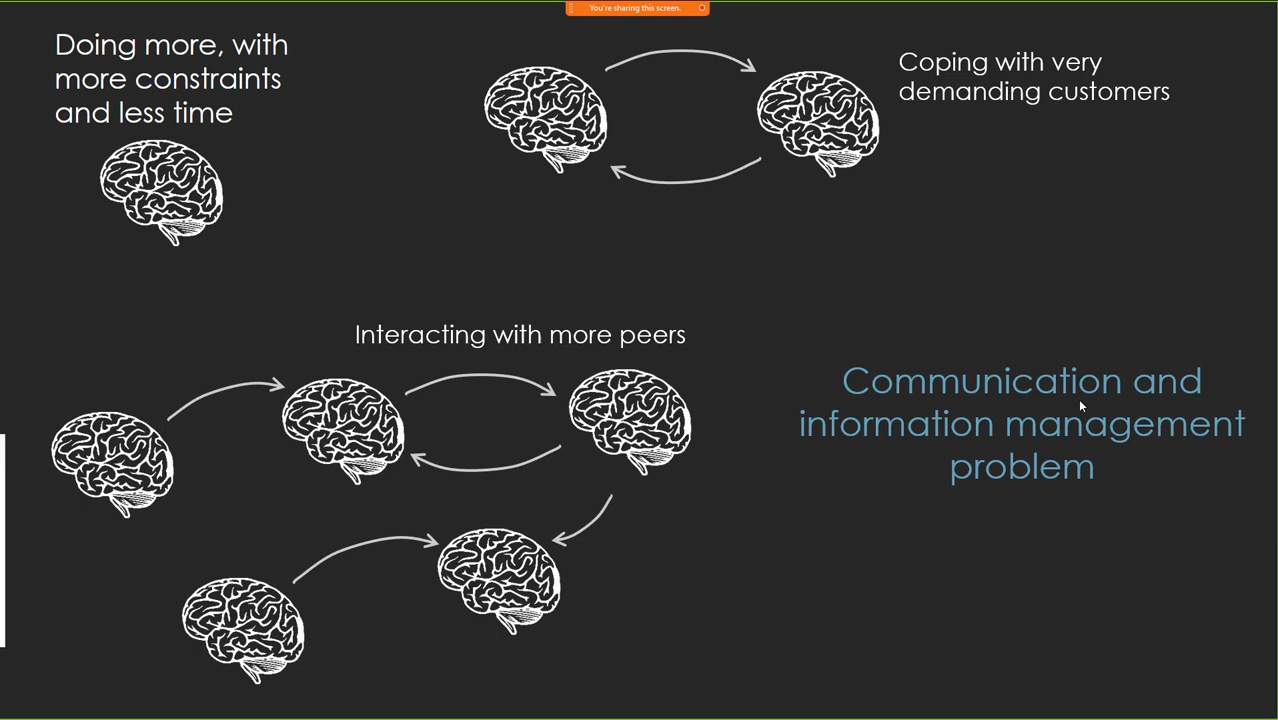 You're sharing this screen.
Doing more, with
more constraints
and less time
Coping with very
demanding customers
Interacting with more peers
Communication and
information management
problem